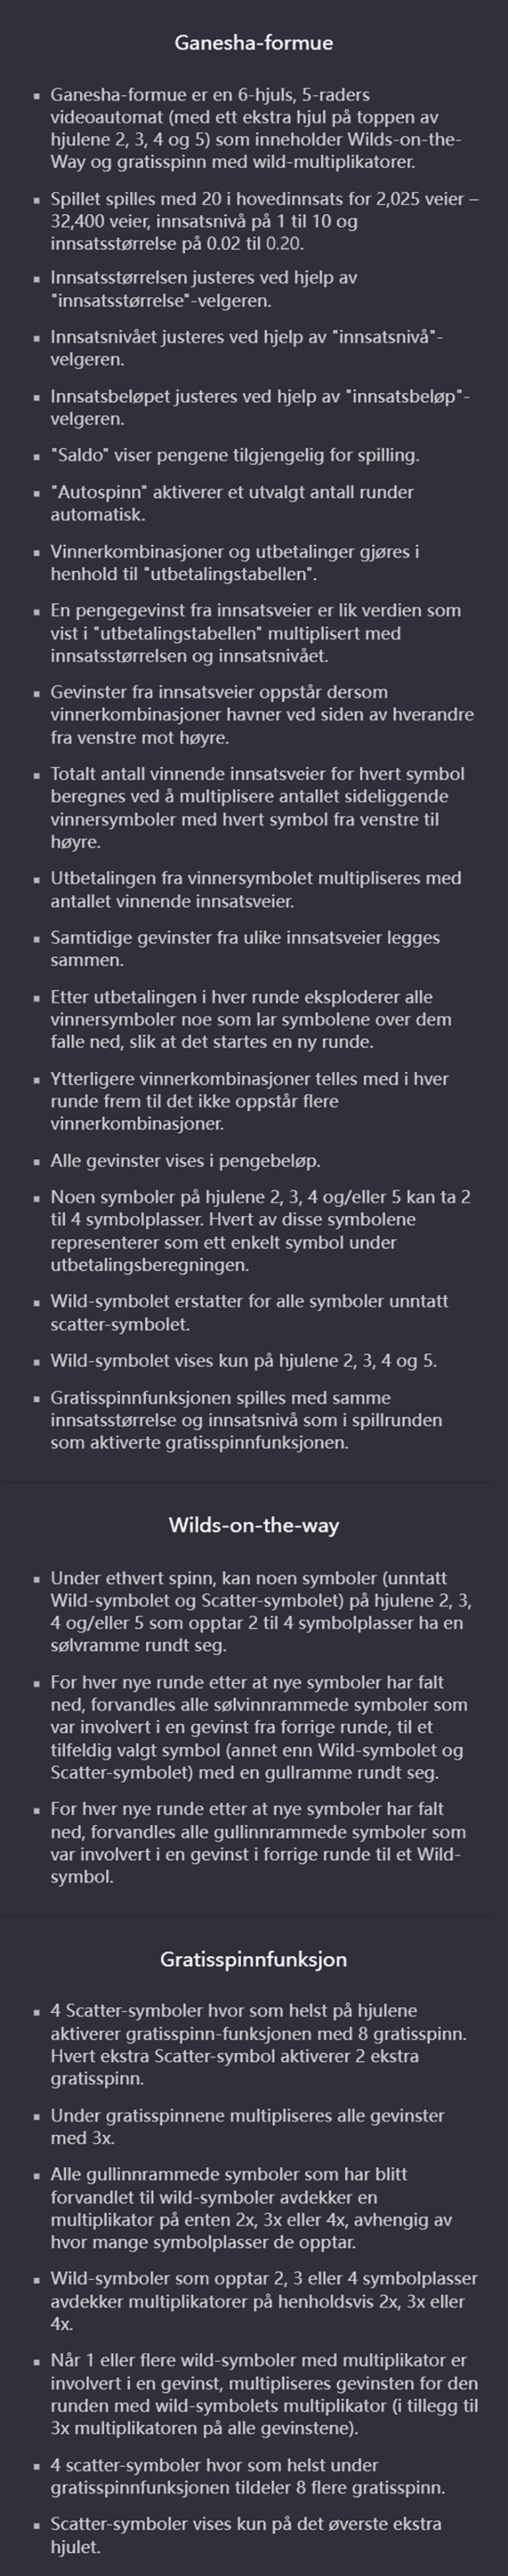 Ganesha-formue
▪ Ganesha-formue er en 6-hjuls, 5-raders
videoautomat (med ett ekstra hjul på toppen av
hjulene 2, 3, 4 og 5) som inneholder Wilds-on-the-
Way og gratisspinn med wild-multiplikatorer.
▪ Spillet spilles med 20 i hovedinnsats for 2,025 veier –
32,400 veier, innsatsnivå på 1 til 10 og
innsatsstørrelse på 0.02 til 0.20.
▪ Innsatsstørrelsen justeres ved hjelp av
"innsatsstørrelse"-velgeren.
▪ Innsatsnivået justeres ved hjelp av "innsatsnivå"-
velgeren.
▪ Innsatsbeløpet justeres ved hjelp av "innsatsbeløp"-
velgeren.
▪ "Saldo" viser pengene tilgjengelig for spilling.
▪ "Autospinn" aktiverer et utvalgt antall runder
automatisk.
▪ Vinnerkombinasjoner og utbetalinger gjøres i
henhold til "utbetalingstabellen".
▪ En pengegevinst fra innsatsveier er lik verdien som
vist i "utbetalingstabellen" multiplisert med
innsatsstørrelsen og innsatsnivået.
▪ Gevinster fra innsatsveier oppstår dersom
vinnerkombinasjoner havner ved siden av hverandre
fra venstre mot høyre.
▪ Totalt antall vinnende innsatsveier for hvert symbol
beregnes ved å multiplisere antallet sideliggende
vinnersymboler med hvert symbol fra venstre til
høyre.
▪ Utbetalingen fra vinnersymbolet multipliseres med
antallet vinnende innsatsveier.
▪ Samtidige gevinster fra ulike innsatsveier legges
sammen.
▪ Etter utbetalingen i hver runde eksploderer alle
vinnersymboler noe som lar symbolene over dem
falle ned, slik at det startes en ny runde.
▪ Ytterligere vinnerkombinasjoner telles med i hver
runde frem til det ikke oppstår flere
vinnerkombinasjoner.
▪ Alle gevinster vises i pengebeløp.
▪ Noen symboler på hjulene 2, 3, 4 og/eller 5 kan ta 2
til 4 symbolplasser. Hvert av disse symbolene
representerer som ett enkelt symbol under
utbetalingsberegningen.
▪ Wild-symbolet erstatter for alle symboler unntatt
scatter-symbolet.
▪ Wild-symbolet vises kun på hjulene 2, 3, 4 og 5.
▪ Gratisspinnfunksjonen spilles med samme
innsatsstørrelse og innsatsnivå som i spillrunden
som aktiverte gratisspinnfunksjonen.
Wilds-on-the-way
▪ Under ethvert spinn, kan noen symboler (unntatt
Wild-symbolet og Scatter-symbolet) på hjulene 2, 3,
4 og/eller 5 som opptar 2 til 4 symbolplasser ha en
sølvramme rundt seg.
▪ For hver nye runde etter at nye symboler har falt
ned, forvandles alle sølvinnrammede symboler som
var involvert i en gevinst fra forrige runde, til et
tilfeldig valgt symbol (annet enn Wild-symbolet og
Scatter-symbolet) med en gullramme rundt seg.
▪ For hver nye runde etter at nye symboler har falt
ned, forvandles alle gullinnrammede symboler som
var involvert i en gevinst i forrige runde til et Wild-
symbol.
Gratisspinnfunksjon
▪ 4 Scatter-symboler hvor som helst på hjulene
aktiverer gratisspinn-funksjonen med 8 gratisspinn.
Hvert ekstra Scatter-symbol aktiverer 2 ekstra
gratisspinn.
▪ Under gratisspinnene multipliseres alle gevinster
med 3x.
▪ Alle gullinnrammede symboler som har blitt
forvandlet til wild-symboler avdekker en
multiplikator på enten 2x, 3x eller 4x, avhengig av
hvor mange symbolplasser de opptar.
▪ Wild-symboler som opptar 2, 3 eller 4 symbolplasser
avdekker multiplikatorer på henholdsvis 2x, 3x eller
4x.
▪ Når 1 eller flere wild-symboler med multiplikator er
involvert i en gevinst, multipliseres gevinsten for den
runden med wild-symbolets multiplikator (i tillegg til
3x multiplikatoren på alle gevinstene).
▪ 4 scatter-symboler hvor som helst under
gratisspinnfunksjonen tildeler 8 flere gratisspinn.
▪ Scatter-symboler vises kun på det øverste ekstra
hjulet.